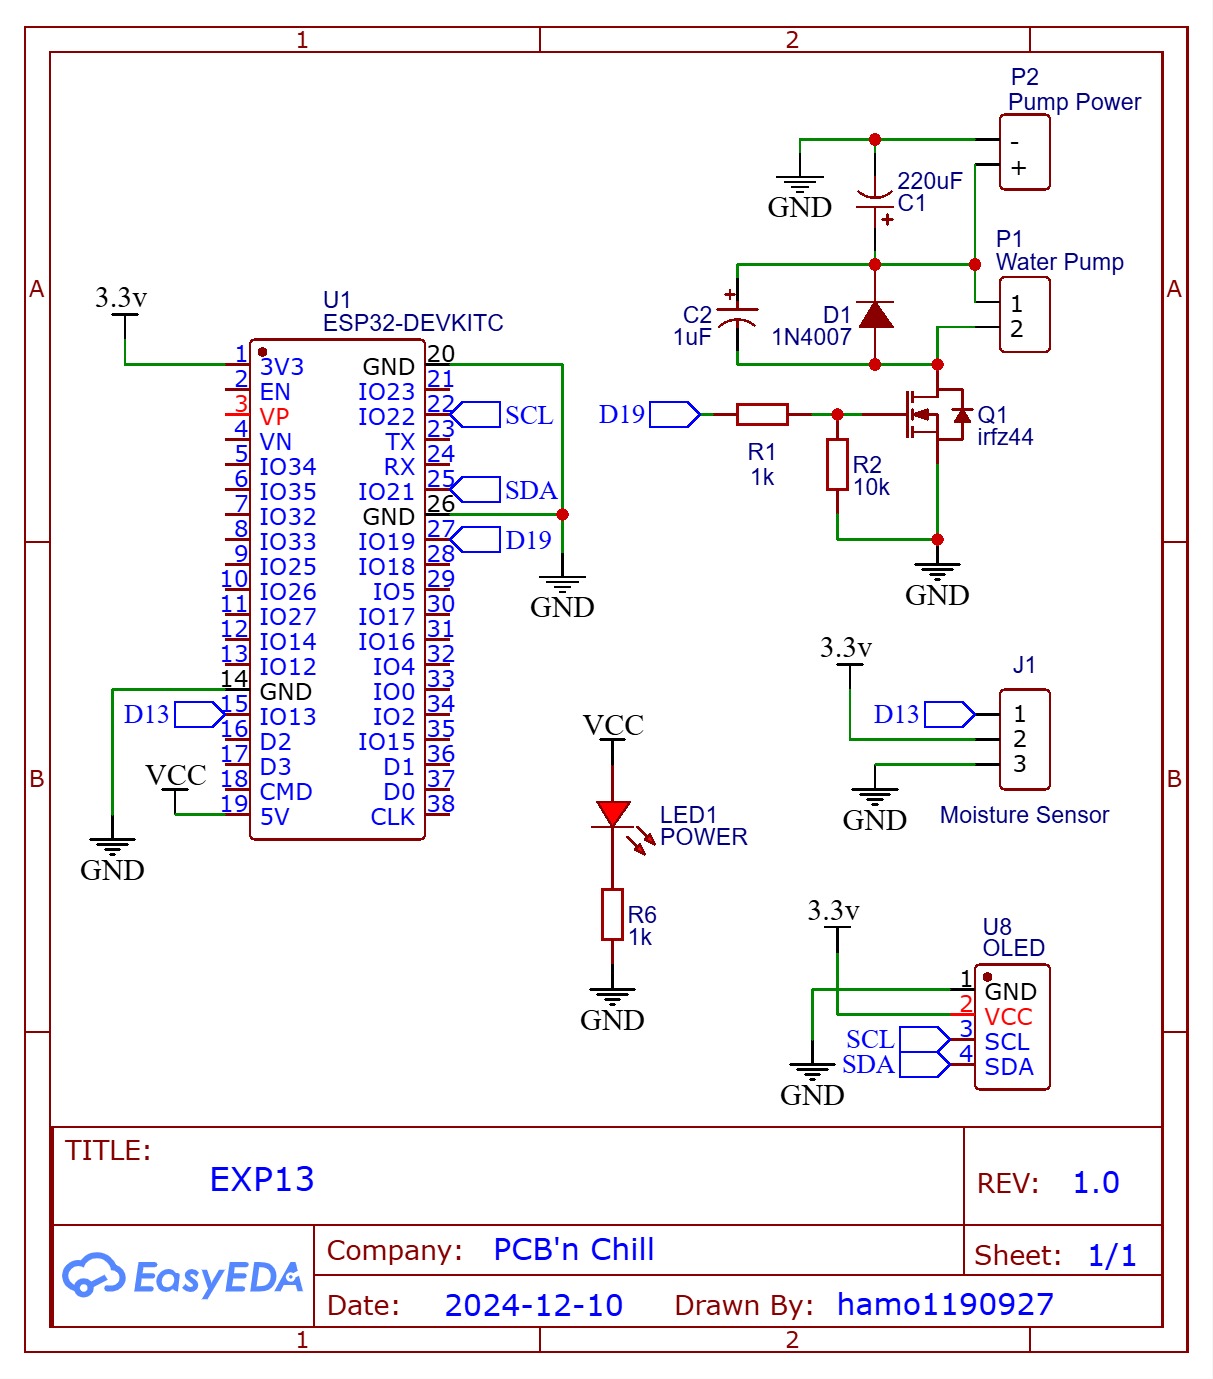 1
2
A
A
B
B
P2
Pump Power
-
+
220uF
C1
+
GND
P1
Water Pump
1
2
+
C2
1uF
D1
1N4007
D19
R1
1k
R2
10k
Q1
irfz44
GND
3.3v
U1
ESP32-DEVKITC
1 3V3 GND 20
2 EN IO23 21
3 VP IO22 22 SCL
4 VN TX 23
5 IO34 RX 24
6 IO35 IO21 25 SDA
7 IO32 GND 26
8 IO33 IO19 27 D19
9 IO25 IO18 28
10 IO26 IO5 29
11 IO27 IO17 30
12 IO14 IO16 31
13 IO12 IO4 32
14 GND IO0 33
D13 15 IO13 IO2 34
16 D2 IO15 35
17 D3 D1 36
18 CMD D0 37
19 5V CLK 38
VCC
GND
GND
VCC
LED1
POWER
R6
1k
GND
3.3v
J1
D13
1
2
3
GND
Moisture Sensor
3.3v
U8
OLED
1 GND
2 VCC
SCL 3 SCL
SDA 4 SDA
GND
TITLE:
EXP13
REV: 1.0
EasyEDA
Company: PCB'n Chill
Sheet: 1/1
Date: 2024-12-10 Drawn By: hamo1190927
1
2